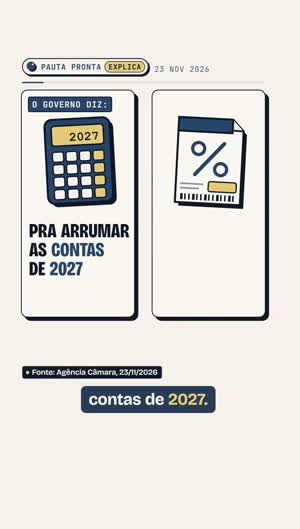 PAUTA PRONTA EXPLICA 23 NOV 2026
O GOVERNO DIZ:
2027
%
PRA ARRUMAR
AS CONTAS
DE 2027
Fonte: Agência Câmara, 23/11/2026
contas de 2027.